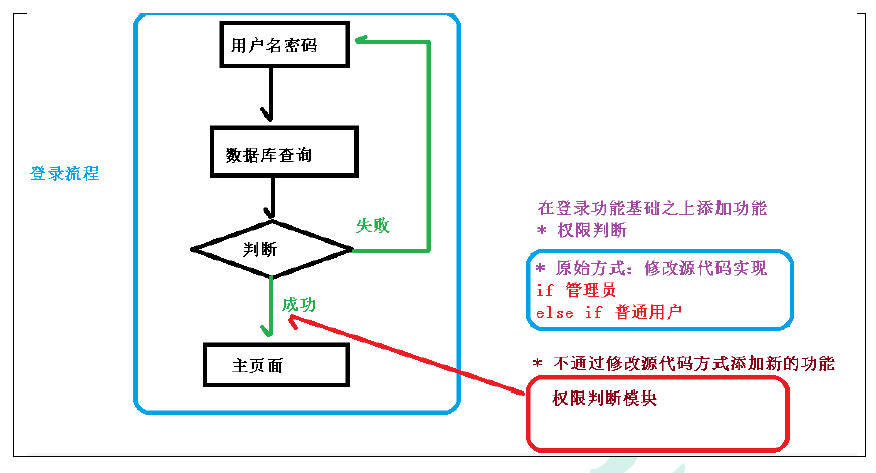 用户名密码
数据库查询
登录流程
失败
判断
成功
主页面
在登录功能基础之上添加功能
* 权限判断
* 原始方式：修改源代码实现
if 管理员
else if 普通用户
* 不通过修改源代码方式添加新的功能
权限判断模块